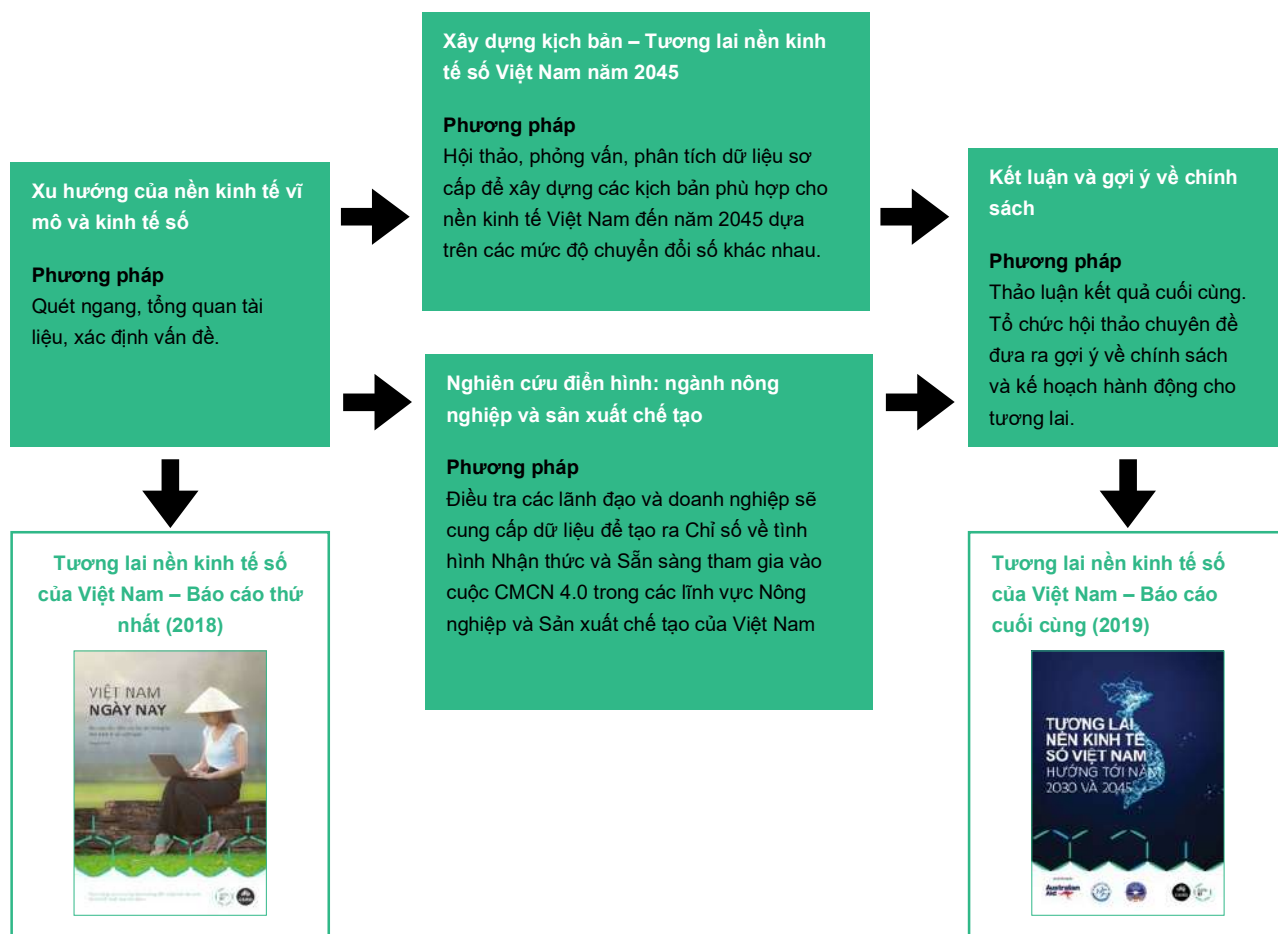 Xây dựng kịch bản – Tương lai nền kinh
tế số Việt Nam năm 2045
Phương pháp
Hội thảo, phỏng vấn, phân tích dữ liệu sơ
cấp để xây dựng các kịch bản phù hợp cho
nền kinh tế Việt Nam đến năm 2045 dựa
trên các mức độ chuyển đổi số khác nhau.
Xu hướng của nền kinh tế vĩ
mô và kinh tế số
Phương pháp
Quét ngang, tổng quan tài
liệu, xác định vấn đề.
Kết luận và gợi ý về chính
sách
Phương pháp
Thảo luận kết quả cuối cùng.
Tổ chức hội thảo chuyên đề
đưa ra gợi ý về chính sách
và kế hoạch hành động cho
tương lai.
Nghiên cứu điển hình: ngành nông
nghiệp và sản xuất chế tạo
Phương pháp
Điều tra các lãnh đạo và doanh nghiệp sẽ
cung cấp dữ liệu để tạo ra Chỉ số về tình
hình Nhận thức và Sẵn sàng tham gia vào
cuộc CMCN 4.0 trong các lĩnh vực Nông
nghiệp và Sản xuất chế tạo của Việt Nam
Tương lai nền kinh tế số
của Việt Nam – Báo cáo thứ
nhất (2018)
VIỆT NAM
NGÀY NAY
Tương lai nền kinh tế số
của Việt Nam – Báo cáo
cuối cùng (2019)
TƯƠNG LAI
NỀN KINH TẾ
SỐ VIỆT NAM
HƯỚNG TỚI NĂM
2030 VÀ 2045
Australian
Aid